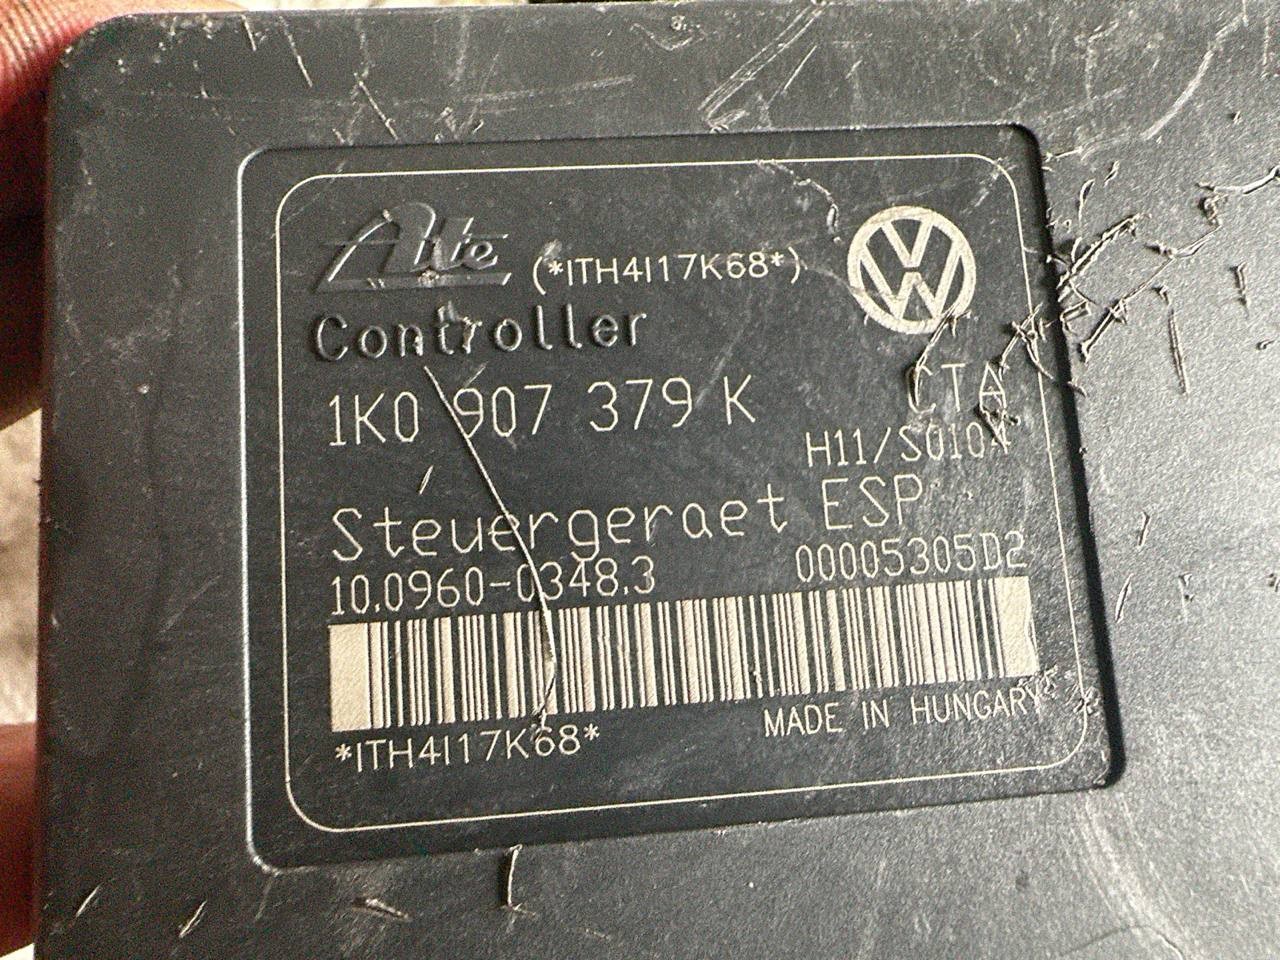 Ate (*ITH4I17K68*)
Controller
1K0 907 379 K CTA
H11/S0104
Steuergeraet ESP
10.0960-0348.3 00005305D2
MADE IN HUNGARY
*ITH4I17K68*